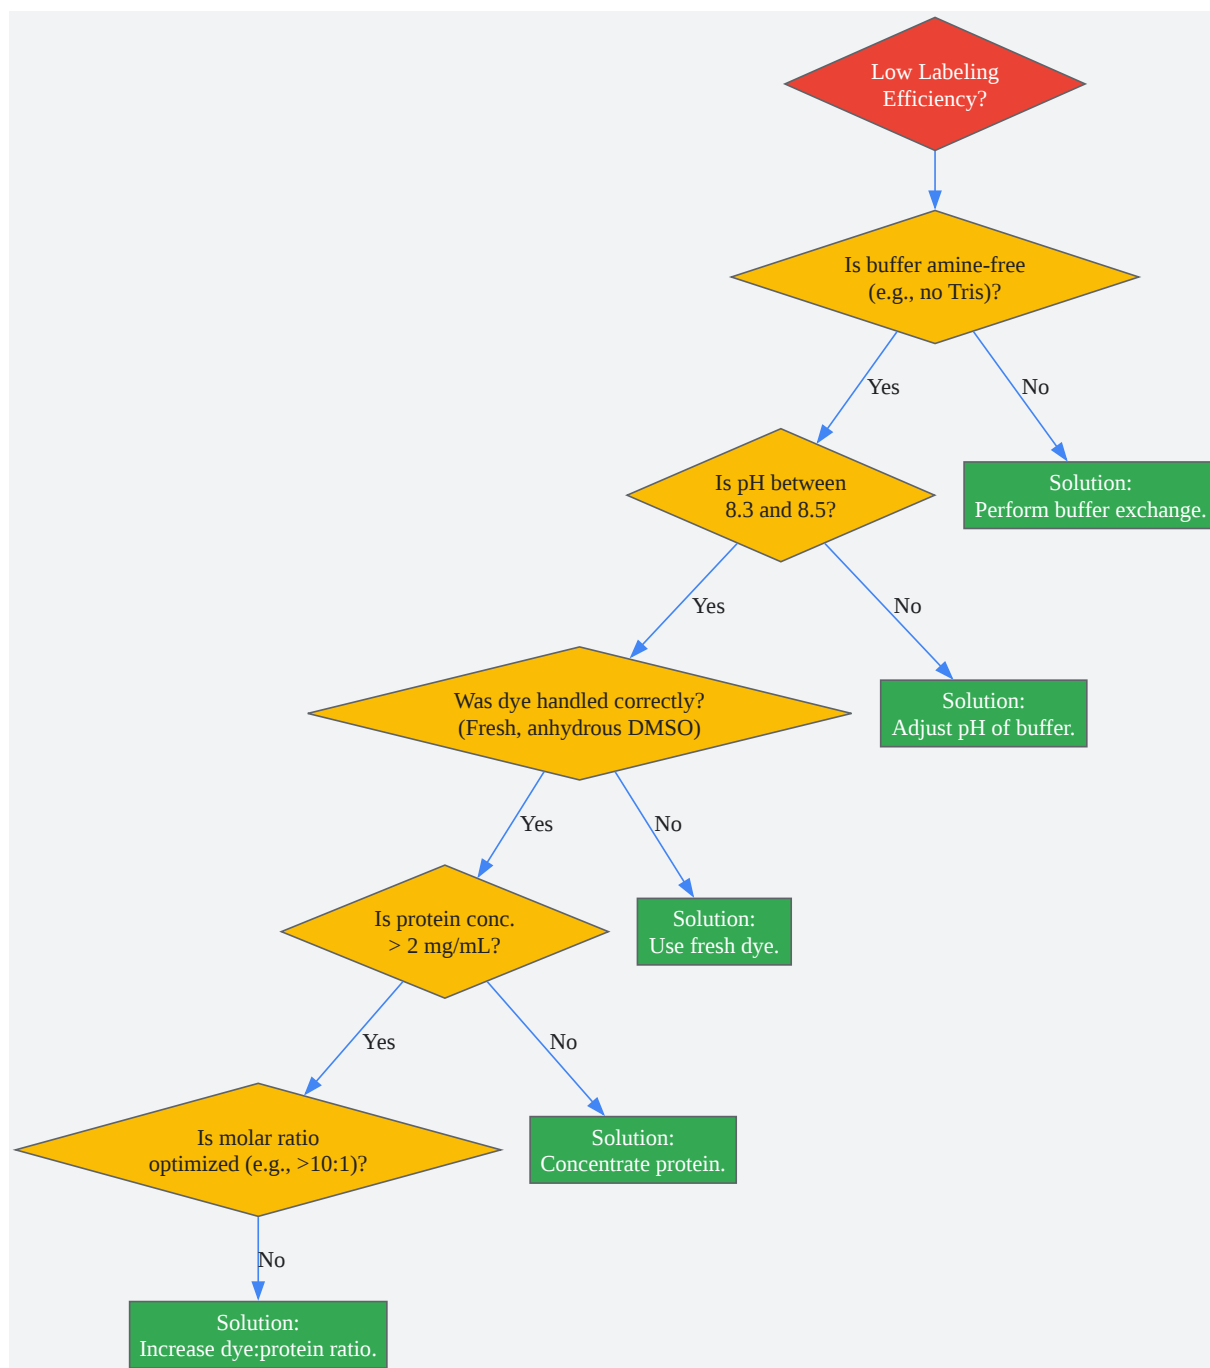 Low Labeling
Efficiency?
Is buffer amine-free
(e.g., no Tris)?
Yes
No
Is pH between
8.3 and 8.5?
Solution:
Perform buffer exchange.
Yes
No
Was dye handled correctly?
(Fresh, anhydrous DMSO)
Solution:
Adjust pH of buffer.
Yes
No
Is protein conc.
> 2 mg/mL?
Solution:
Use fresh dye.
Yes
No
Is molar ratio
optimized (e.g., >10:1)?
Solution:
Concentrate protein.
No
Solution:
Increase dye:protein ratio.